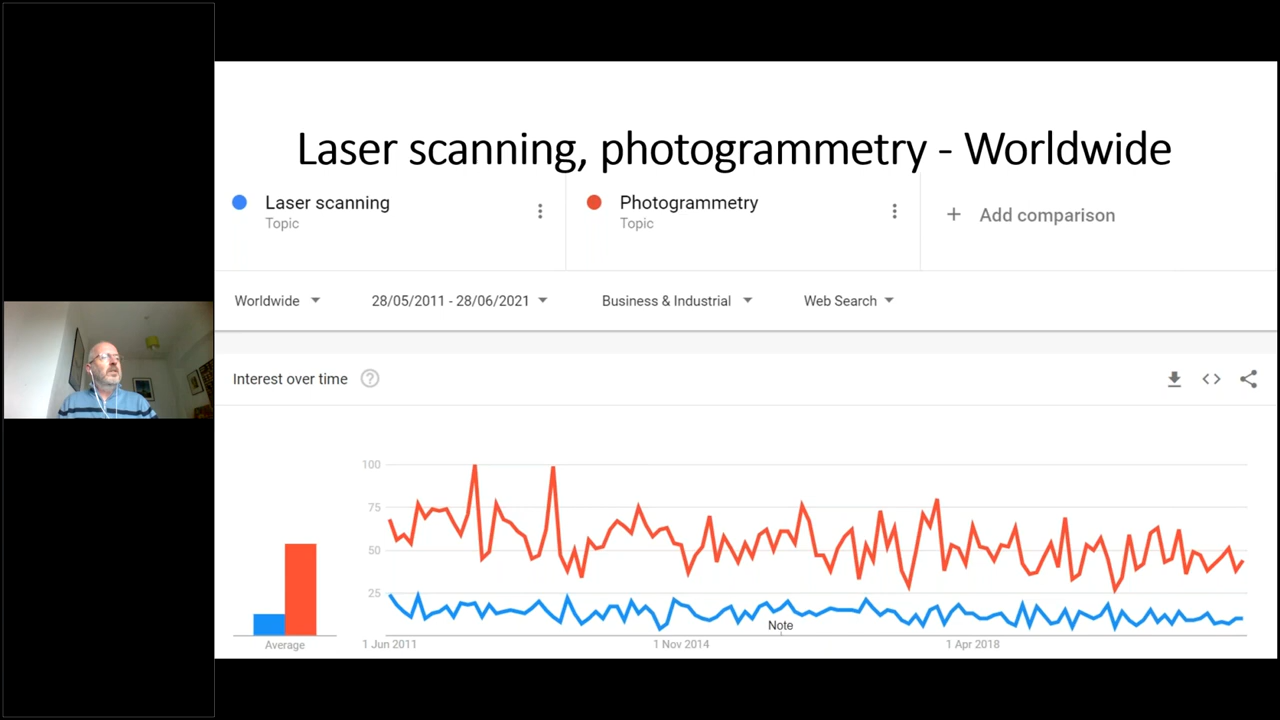 Laser scanning, photogrammetry - Worldwide
Laser scanning
Topic
Photogrammetry
Topic
+ Add comparison
Worldwide
28/05/2011 - 28/06/2021
Business & Industrial
Web Search
Interest over time
?
100
75
50
25
Note
Average
1 Jun 2011
1 Nov 2014
1 Apr 2018